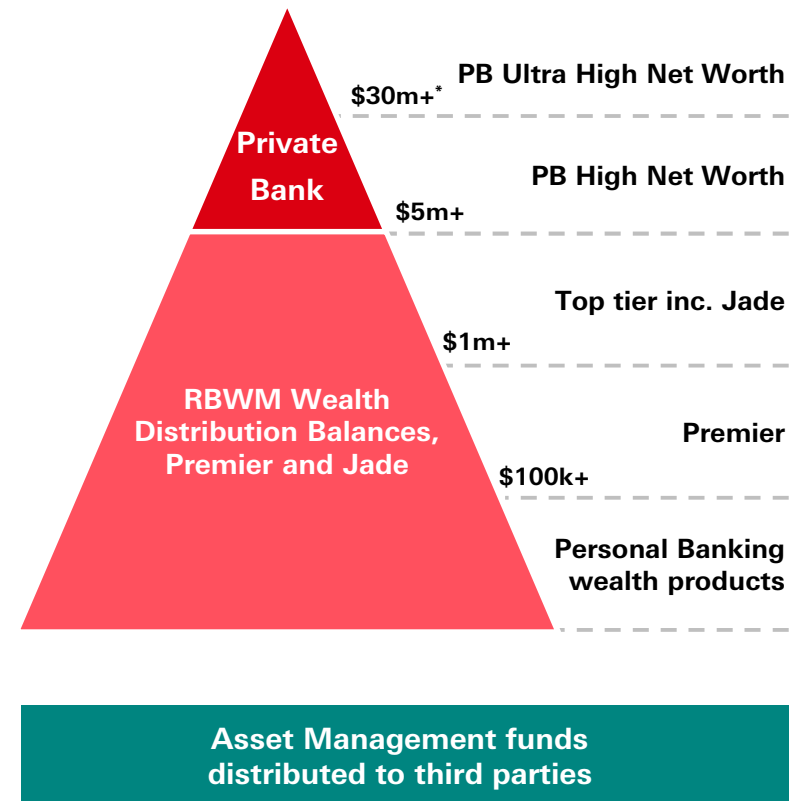 PB Ultra High Net Worth
$30m+*
Private
Bank
PB High Net Worth
$5m+
Top tier inc. Jade
$1m+
RBWM Wealth
Distribution Balances,
Premier and Jade
Premier
$100k+
Personal Banking
wealth products
Asset Management funds
distributed to third parties